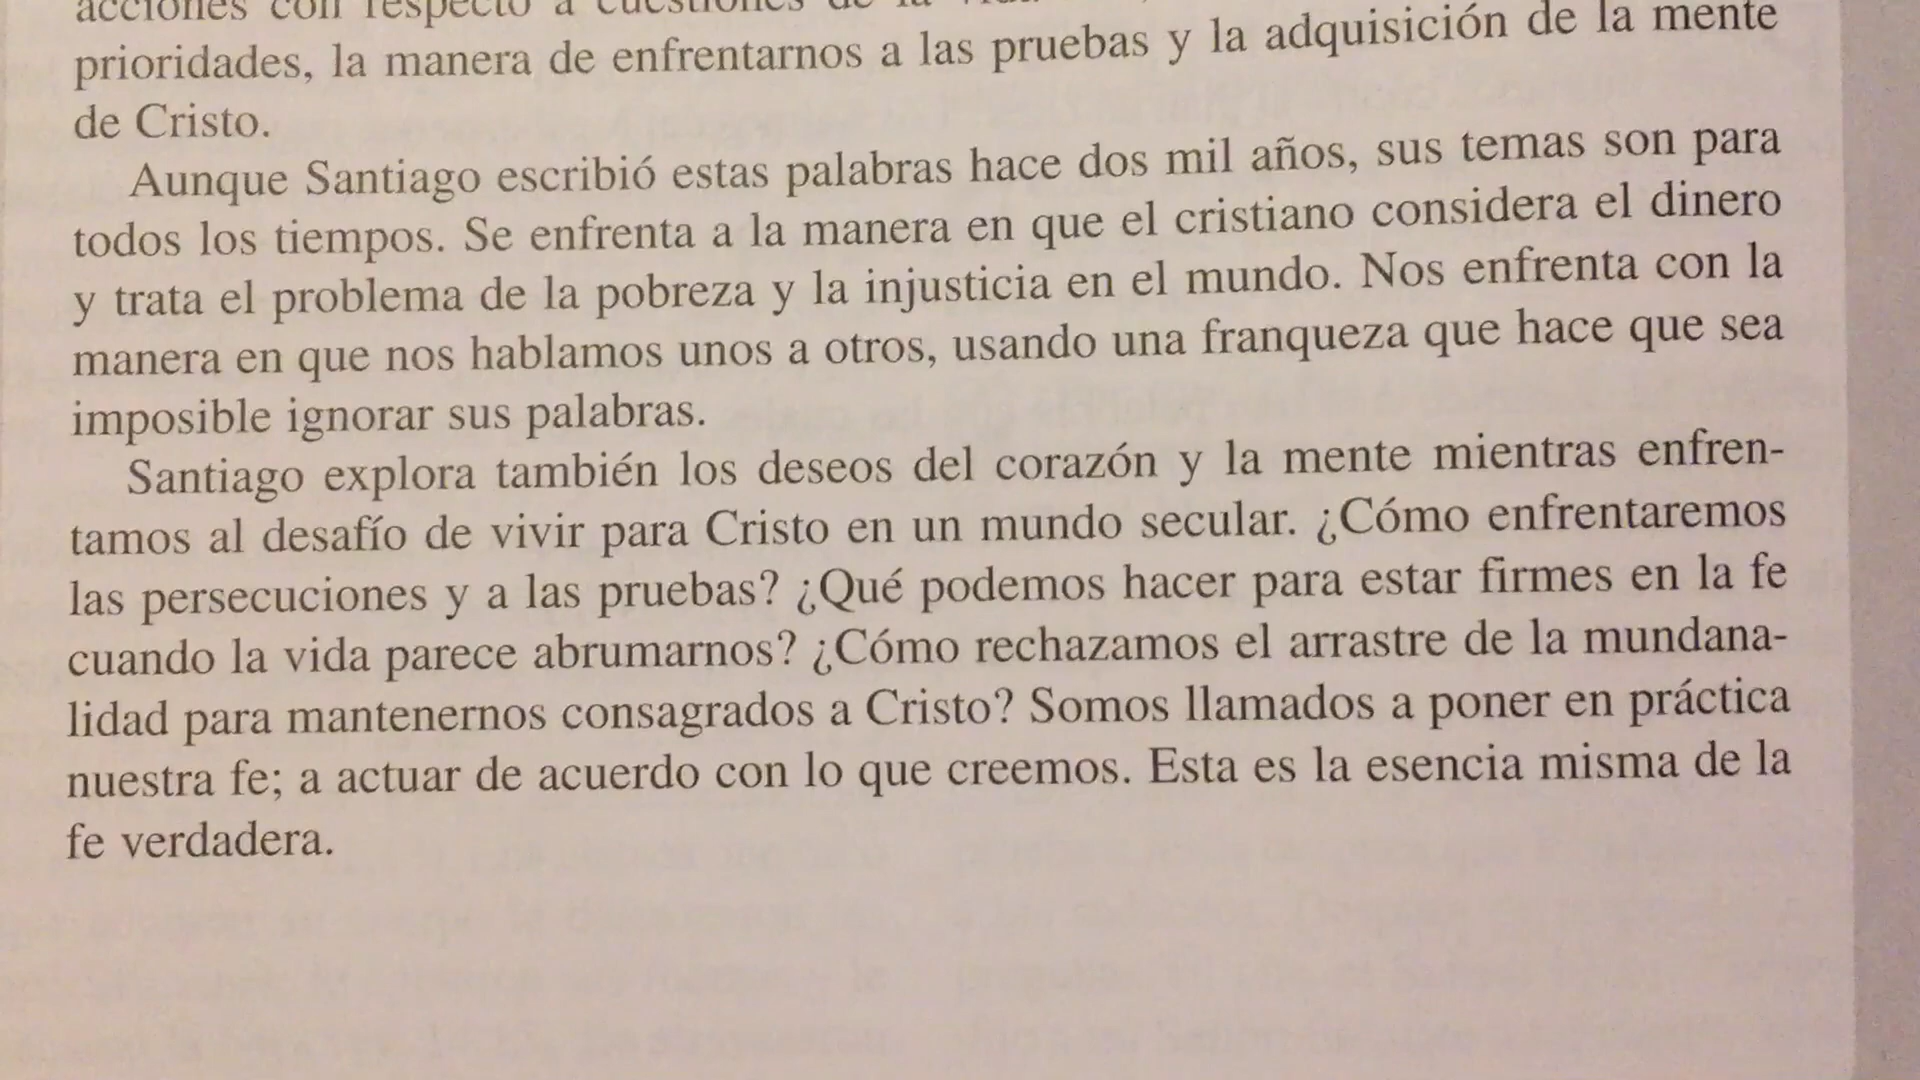 acciones con respecto a cuestiones de la
prioridades, la manera de enfrentarnos a las pruebas y la adquisición de la mente
de Cristo.
Aunque Santiago escribió estas palabras hace dos mil años, sus temas son para
todos los tiempos. Se enfrenta a la manera en que el cristiano considera el dinero
y trata el problema de la pobreza y la injusticia en el mundo. Nos enfrenta con la
manera en que nos hablamos unos a otros, usando una franqueza que hace que sea
imposible ignorar sus palabras.
Santiago explora también los deseos del corazón y la mente mientras enfren-
tamos al desafío de vivir para Cristo en un mundo secular. ¿Cómo enfrentaremos
las persecuciones y a las pruebas? ¿Qué podemos hacer para estar firmes en la fe
cuando la vida parece abrumarnos? ¿Cómo rechazamos el arrastre de la mundana-
lidad para mantenernos consagrados a Cristo? Somos llamados a poner en práctica
nuestra fe; a actuar de acuerdo con lo que creemos. Esta es la esencia misma de la
fe verdadera.